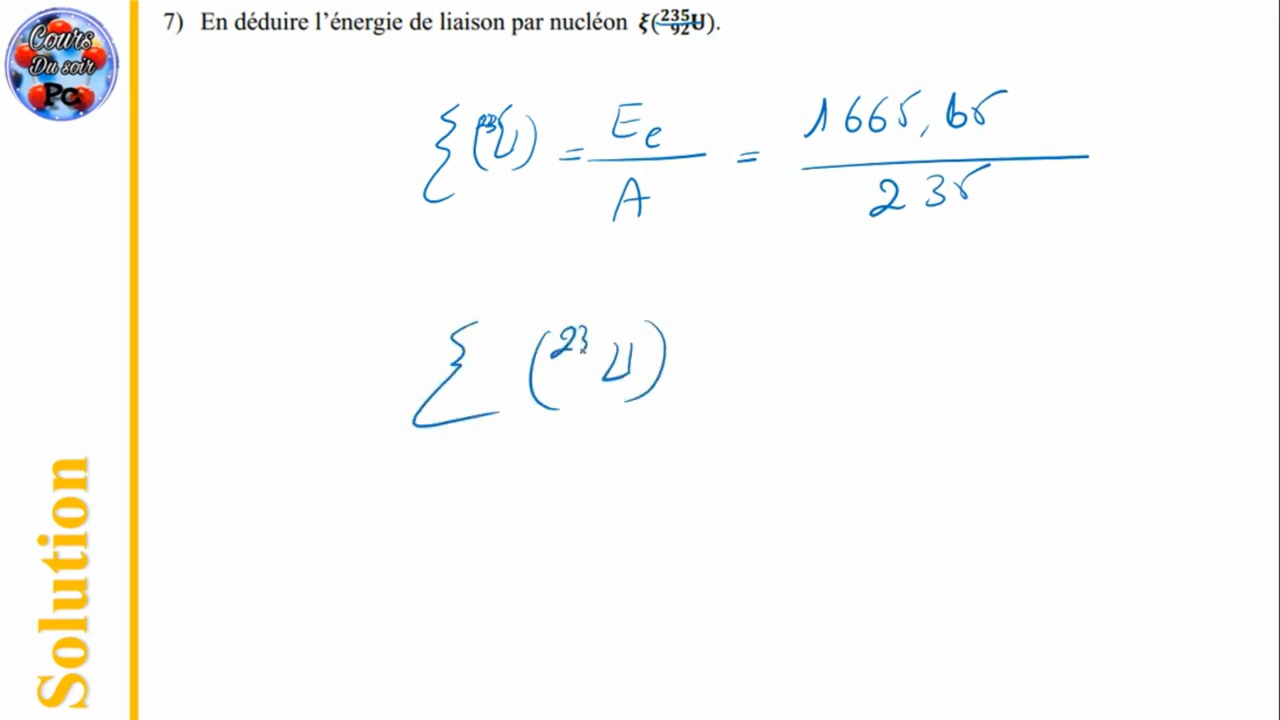 Cours
Du soir
PC
7) En déduire l’énergie de liaison par nucléon ξ(²³⁵₉₂U).
ξ(²³⁵U) = Eℓ / A = 1665,65 / 235
ξ (²³U)
Solution